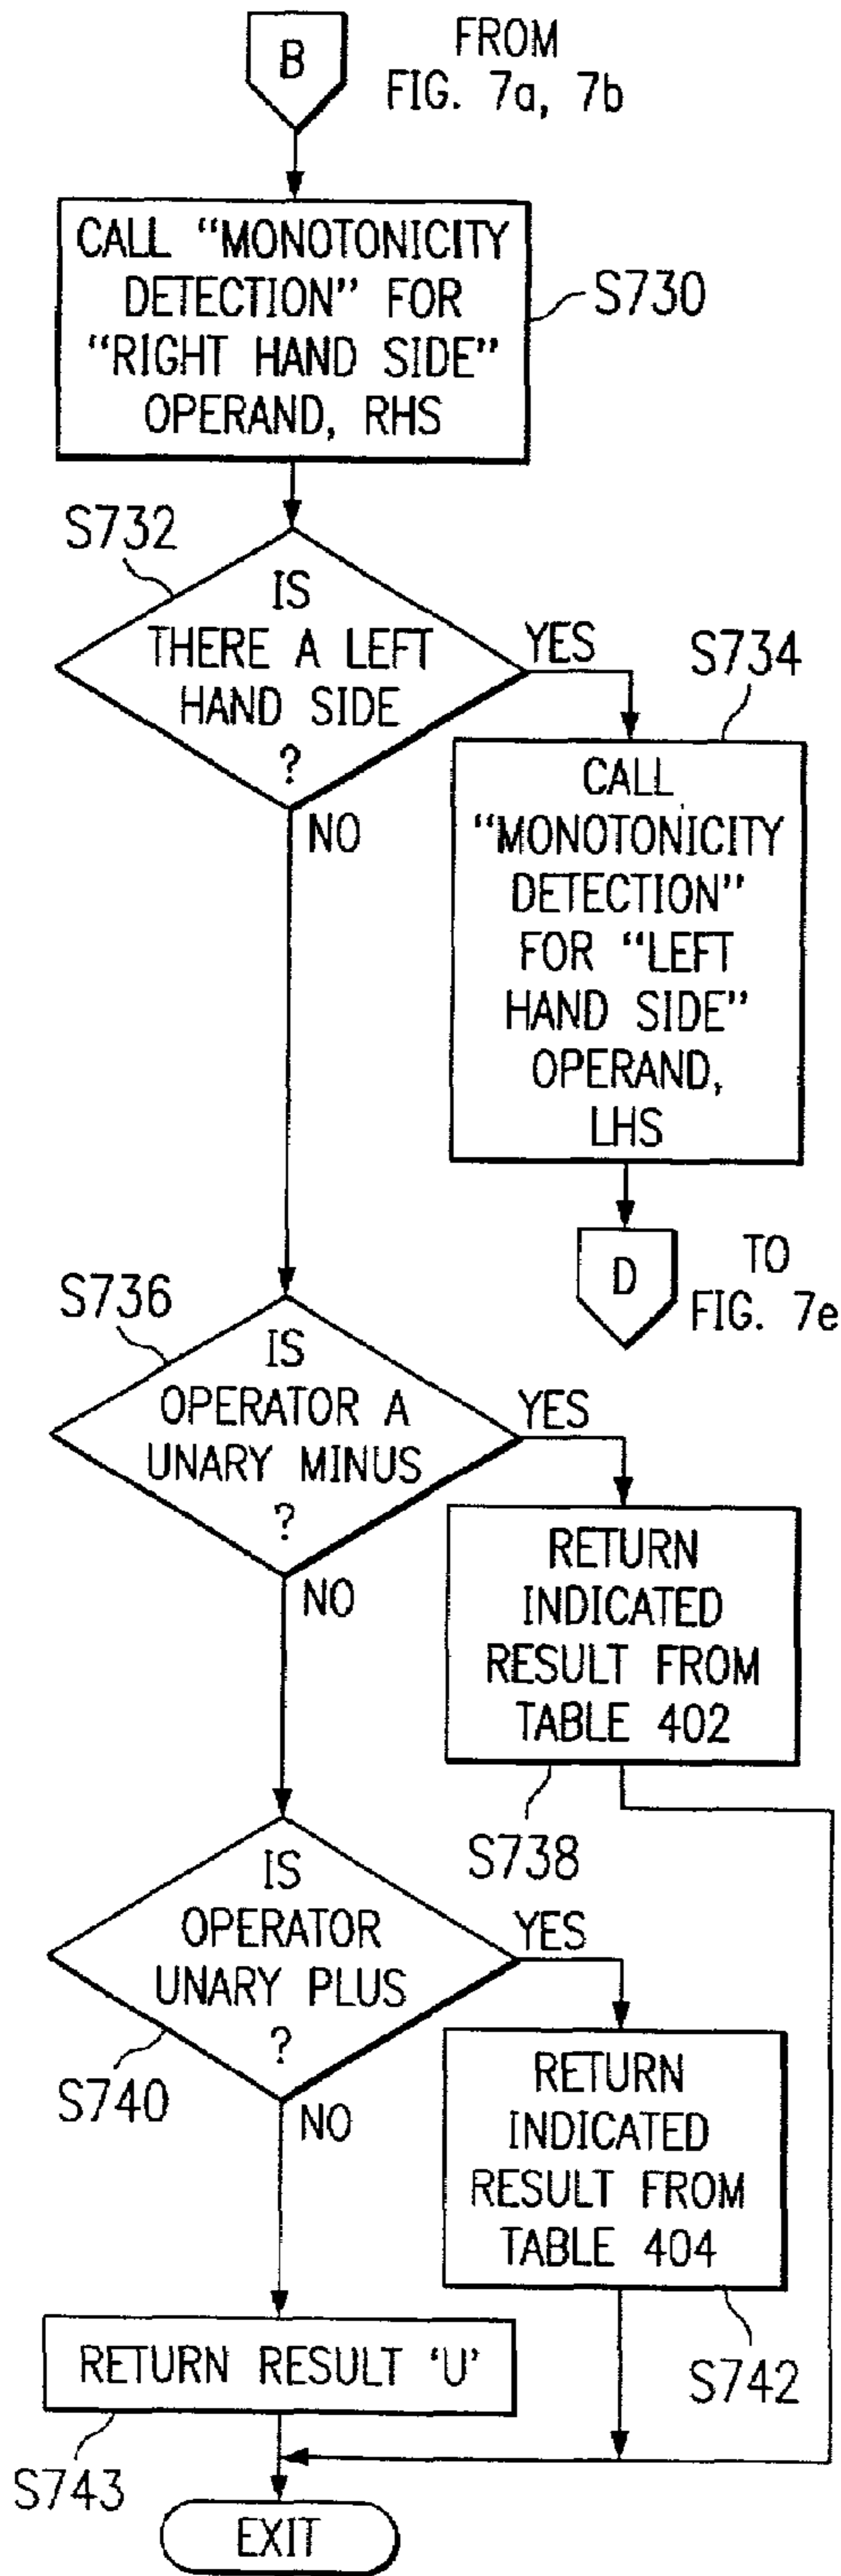 B
FROM
FIG. 7a, 7b
CALL "MONOTONICITY
DETECTION" FOR
"RIGHT HAND SIDE"
OPERAND, RHS
S730
S732
IS
THERE A LEFT
HAND SIDE
?
YES
NO
S734
CALL
"MONOTONICITY
DETECTION"
FOR "LEFT
HAND SIDE"
OPERAND,
LHS
D
TO
FIG. 7e
S736
IS
OPERATOR A
UNARY MINUS
?
YES
NO
RETURN
INDICATED
RESULT FROM
TABLE 402
S738
IS
OPERATOR
UNARY PLUS
?
YES
S740
NO
RETURN
INDICATED
RESULT FROM
TABLE 404
S742
RETURN RESULT 'U'
S743
EXIT